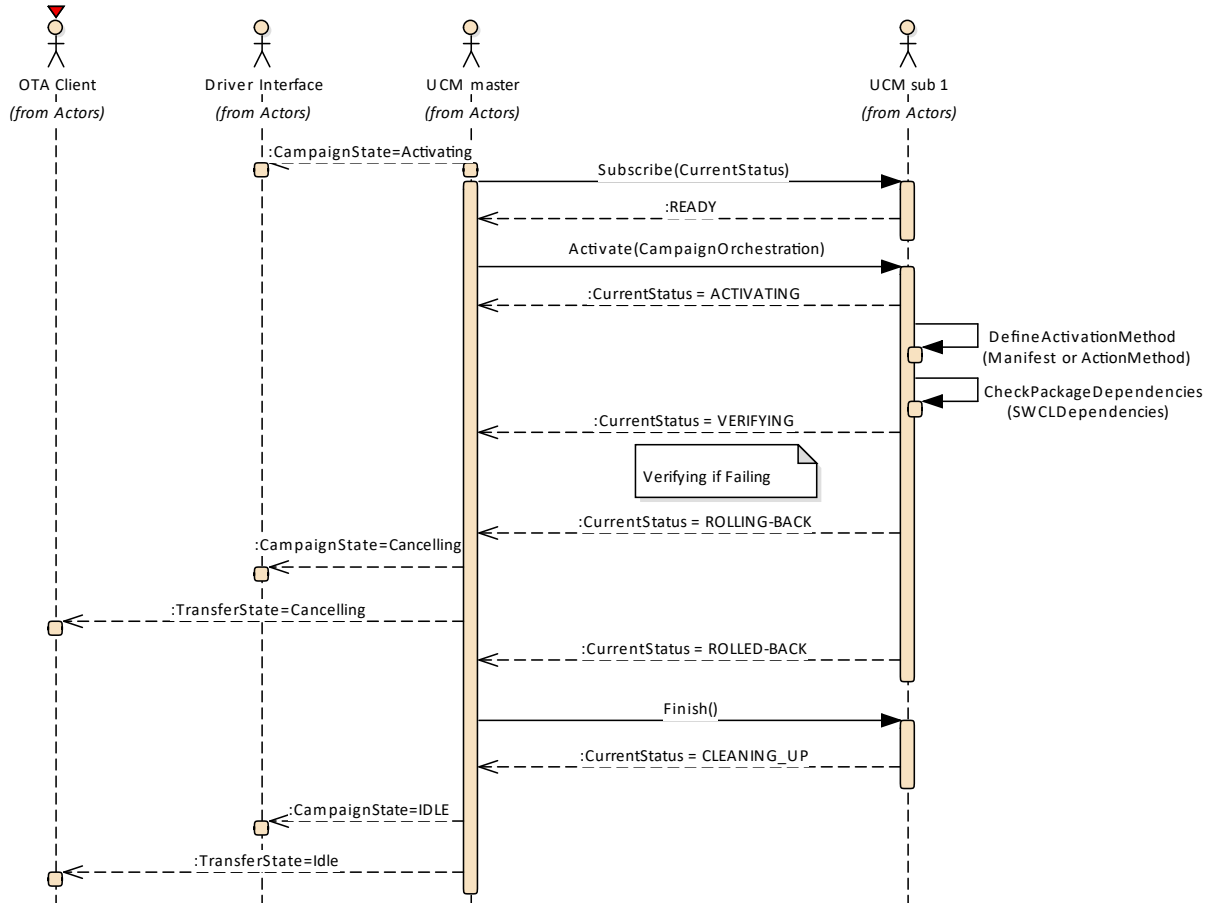 OTA Client
(from Actors)
Driver Interface
(from Actors)
UCM master
(from Actors)
UCM sub 1
(from Actors)
:CampaignState=Activating
Subscribe(CurrentStatus)
:READY
Activate(CampaignOrchestration)
:CurrentStatus = ACTIVATING
DefineActivationMethod
(Manifest or ActionMethod)
CheckPackageDependencies
(SWCLDependencies)
:CurrentStatus = VERIFYING
Verifying if Failing
:CurrentStatus = ROLLING-BACK
:CampaignState=Cancelling
:TransferState=Cancelling
:CurrentStatus = ROLLED-BACK
Finish()
:CurrentStatus = CLEANING_UP
:CampaignState=IDLE
:TransferState=Idle